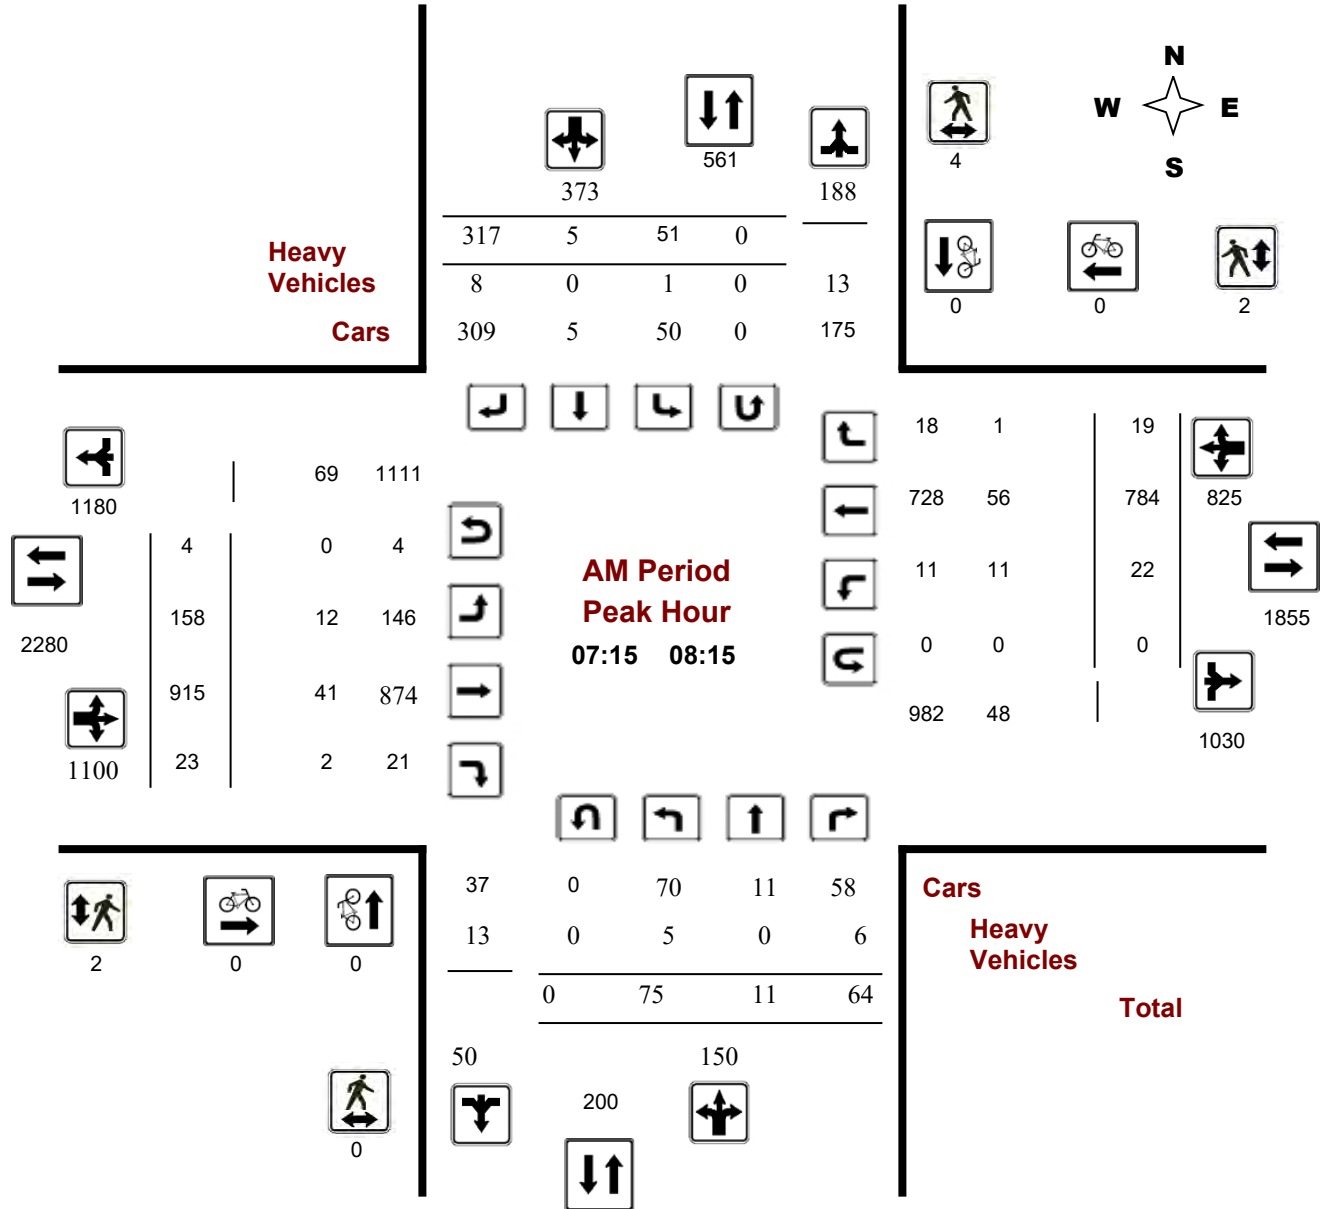 N
W E
S
561
4
373 188
317 5 51 0
Heavy
Vehicles
8 0 1 0 13
0 0 2
Cars
309 5 50 0 175
18 1 19
69 1111
1180
728 56 784 825
4 0 4
AM Period
11 11 22
Peak Hour
158 12 146
1855
2280
07:15 08:15
0 0 0
915 41 874
982 48
1030
1100 23 2 21
37 0 70 11 58
Cars
13 0 5 0 6
Heavy
Vehicles
2 0 0
0 75 11 64
Total
50 150
200
0